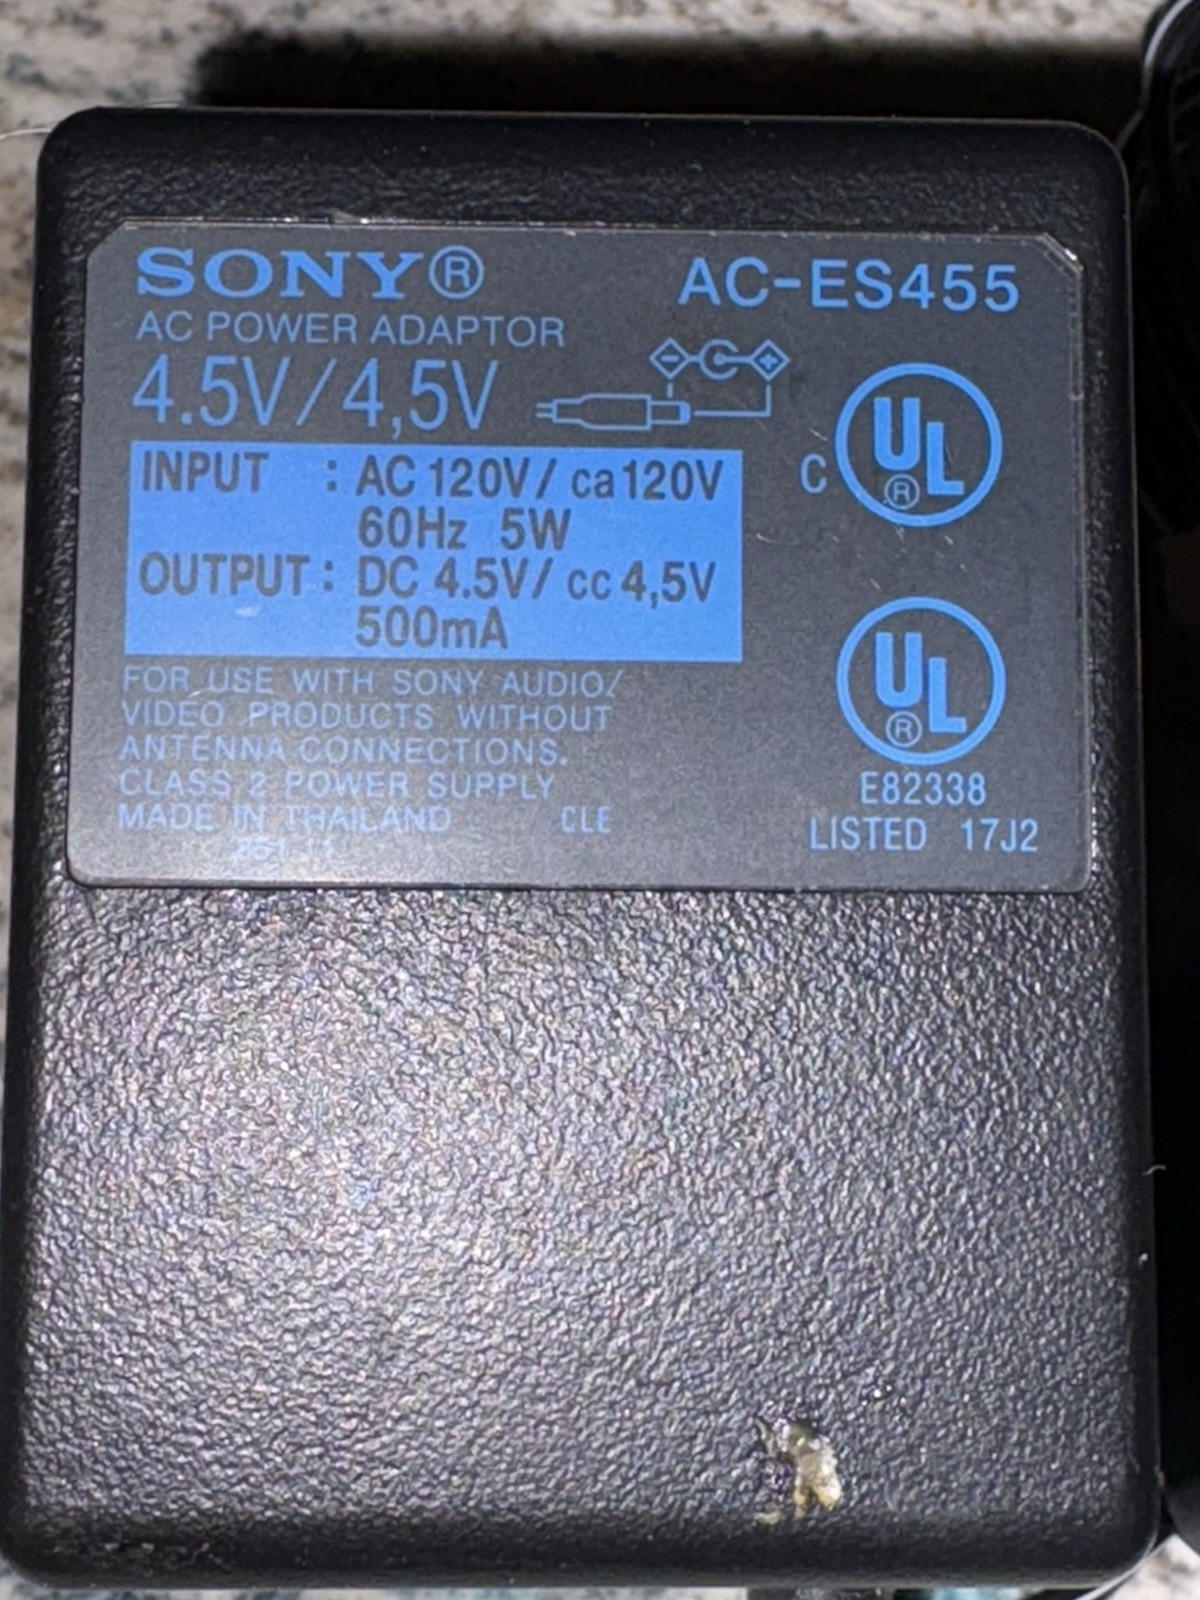 SONY® AC-ES455
AC POWER ADAPTOR
4.5V/4,5V
INPUT : AC 120V/ ca 120V
60Hz 5W
OUTPUT : DC 4.5V/ cc 4,5V
500mA
FOR USE WITH SONY AUDIO/
VIDEO PRODUCTS WITHOUT
ANTENNA CONNECTIONS.
CLASS 2 POWER SUPPLY
MADE IN THAILAND CLE
C UL®
UL®
E82338
LISTED 17J2